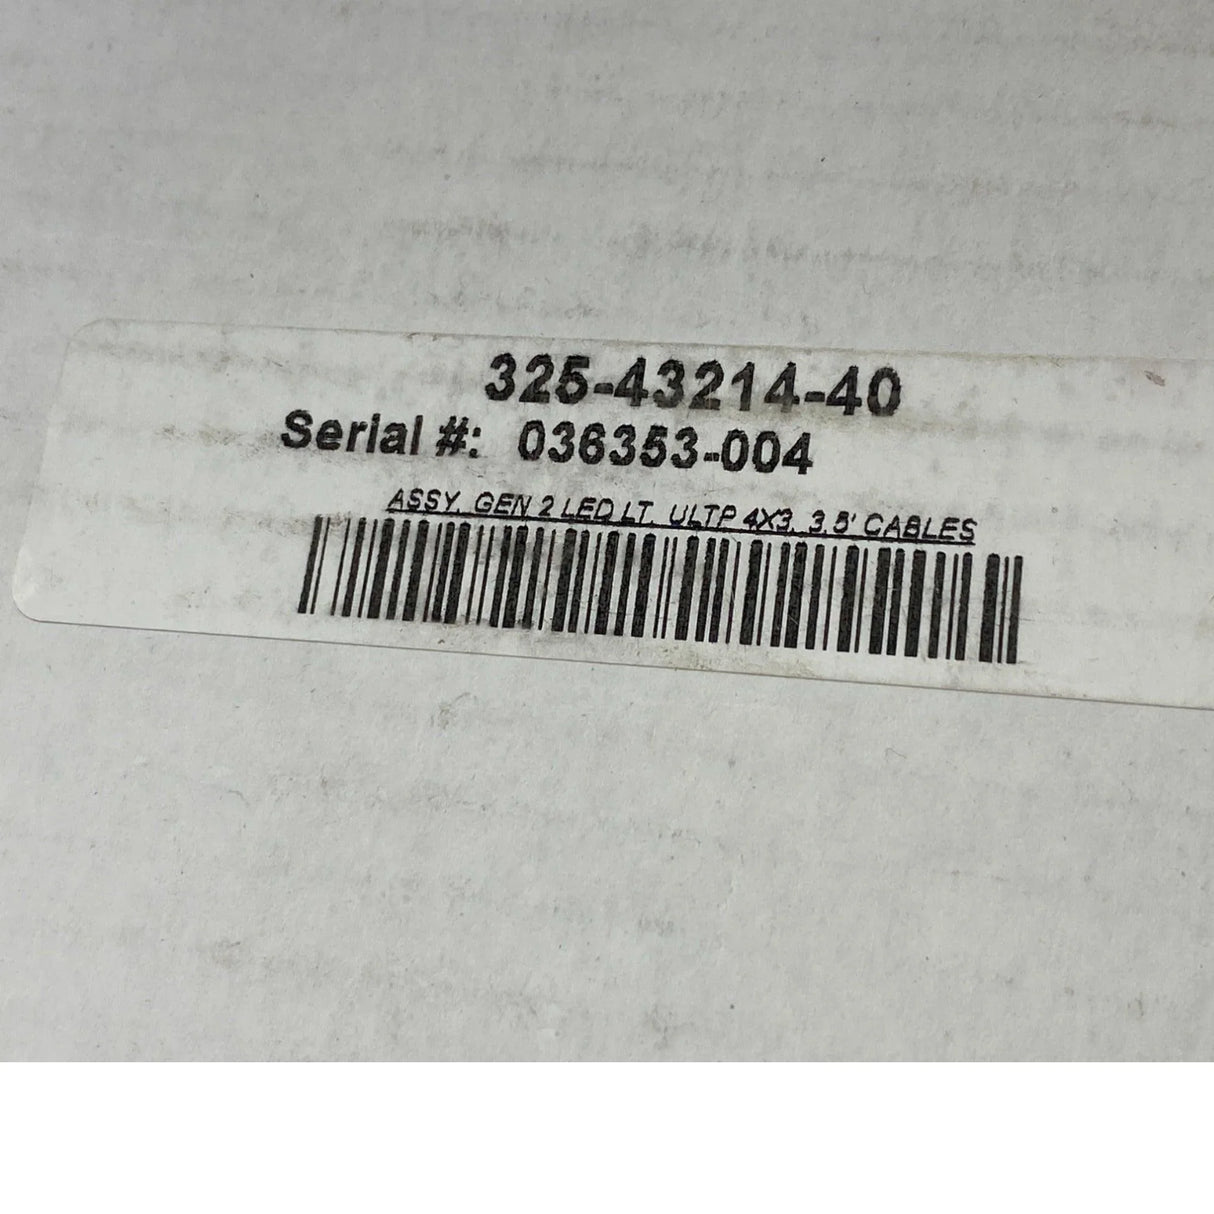 325-43214-40
Serial #: 036353-004
ASSY, GEN 2 LED LT, ULTP 4X3, 3.5' CABLES